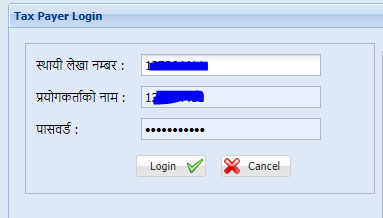 Tax Payer Login
स्थायी लेखा नम्बर :
प्रयोगकर्ताको नाम :
पासवर्ड :
Login Cancel